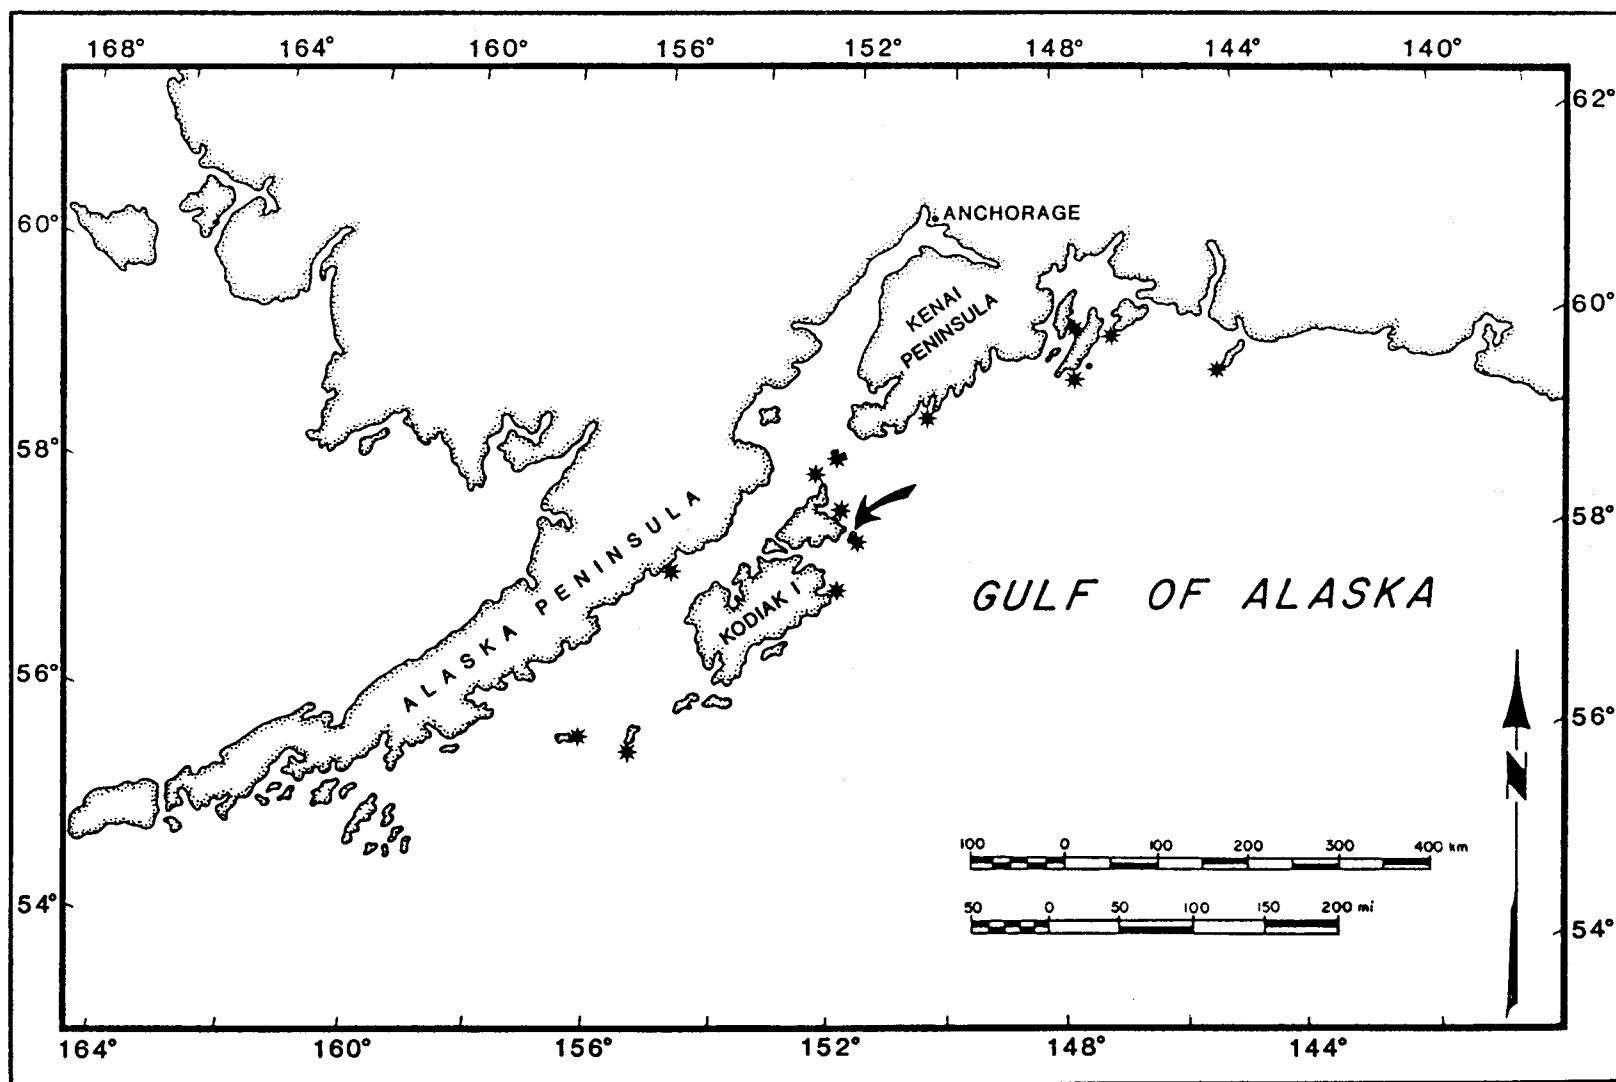 168° 164° 160° 156° 152° 148° 144° 140°
62°
ANCHORAGE
60°
60°
KENAI
PENINSULA
58°
58°
ALASKA PENINSULA
GULF OF ALASKA
KODIAK I
56°
56°
N
100 0 100 200 300 400 km
50 0 50 100 150 200 mi
54°
54°
164° 160° 156° 152° 148° 144°